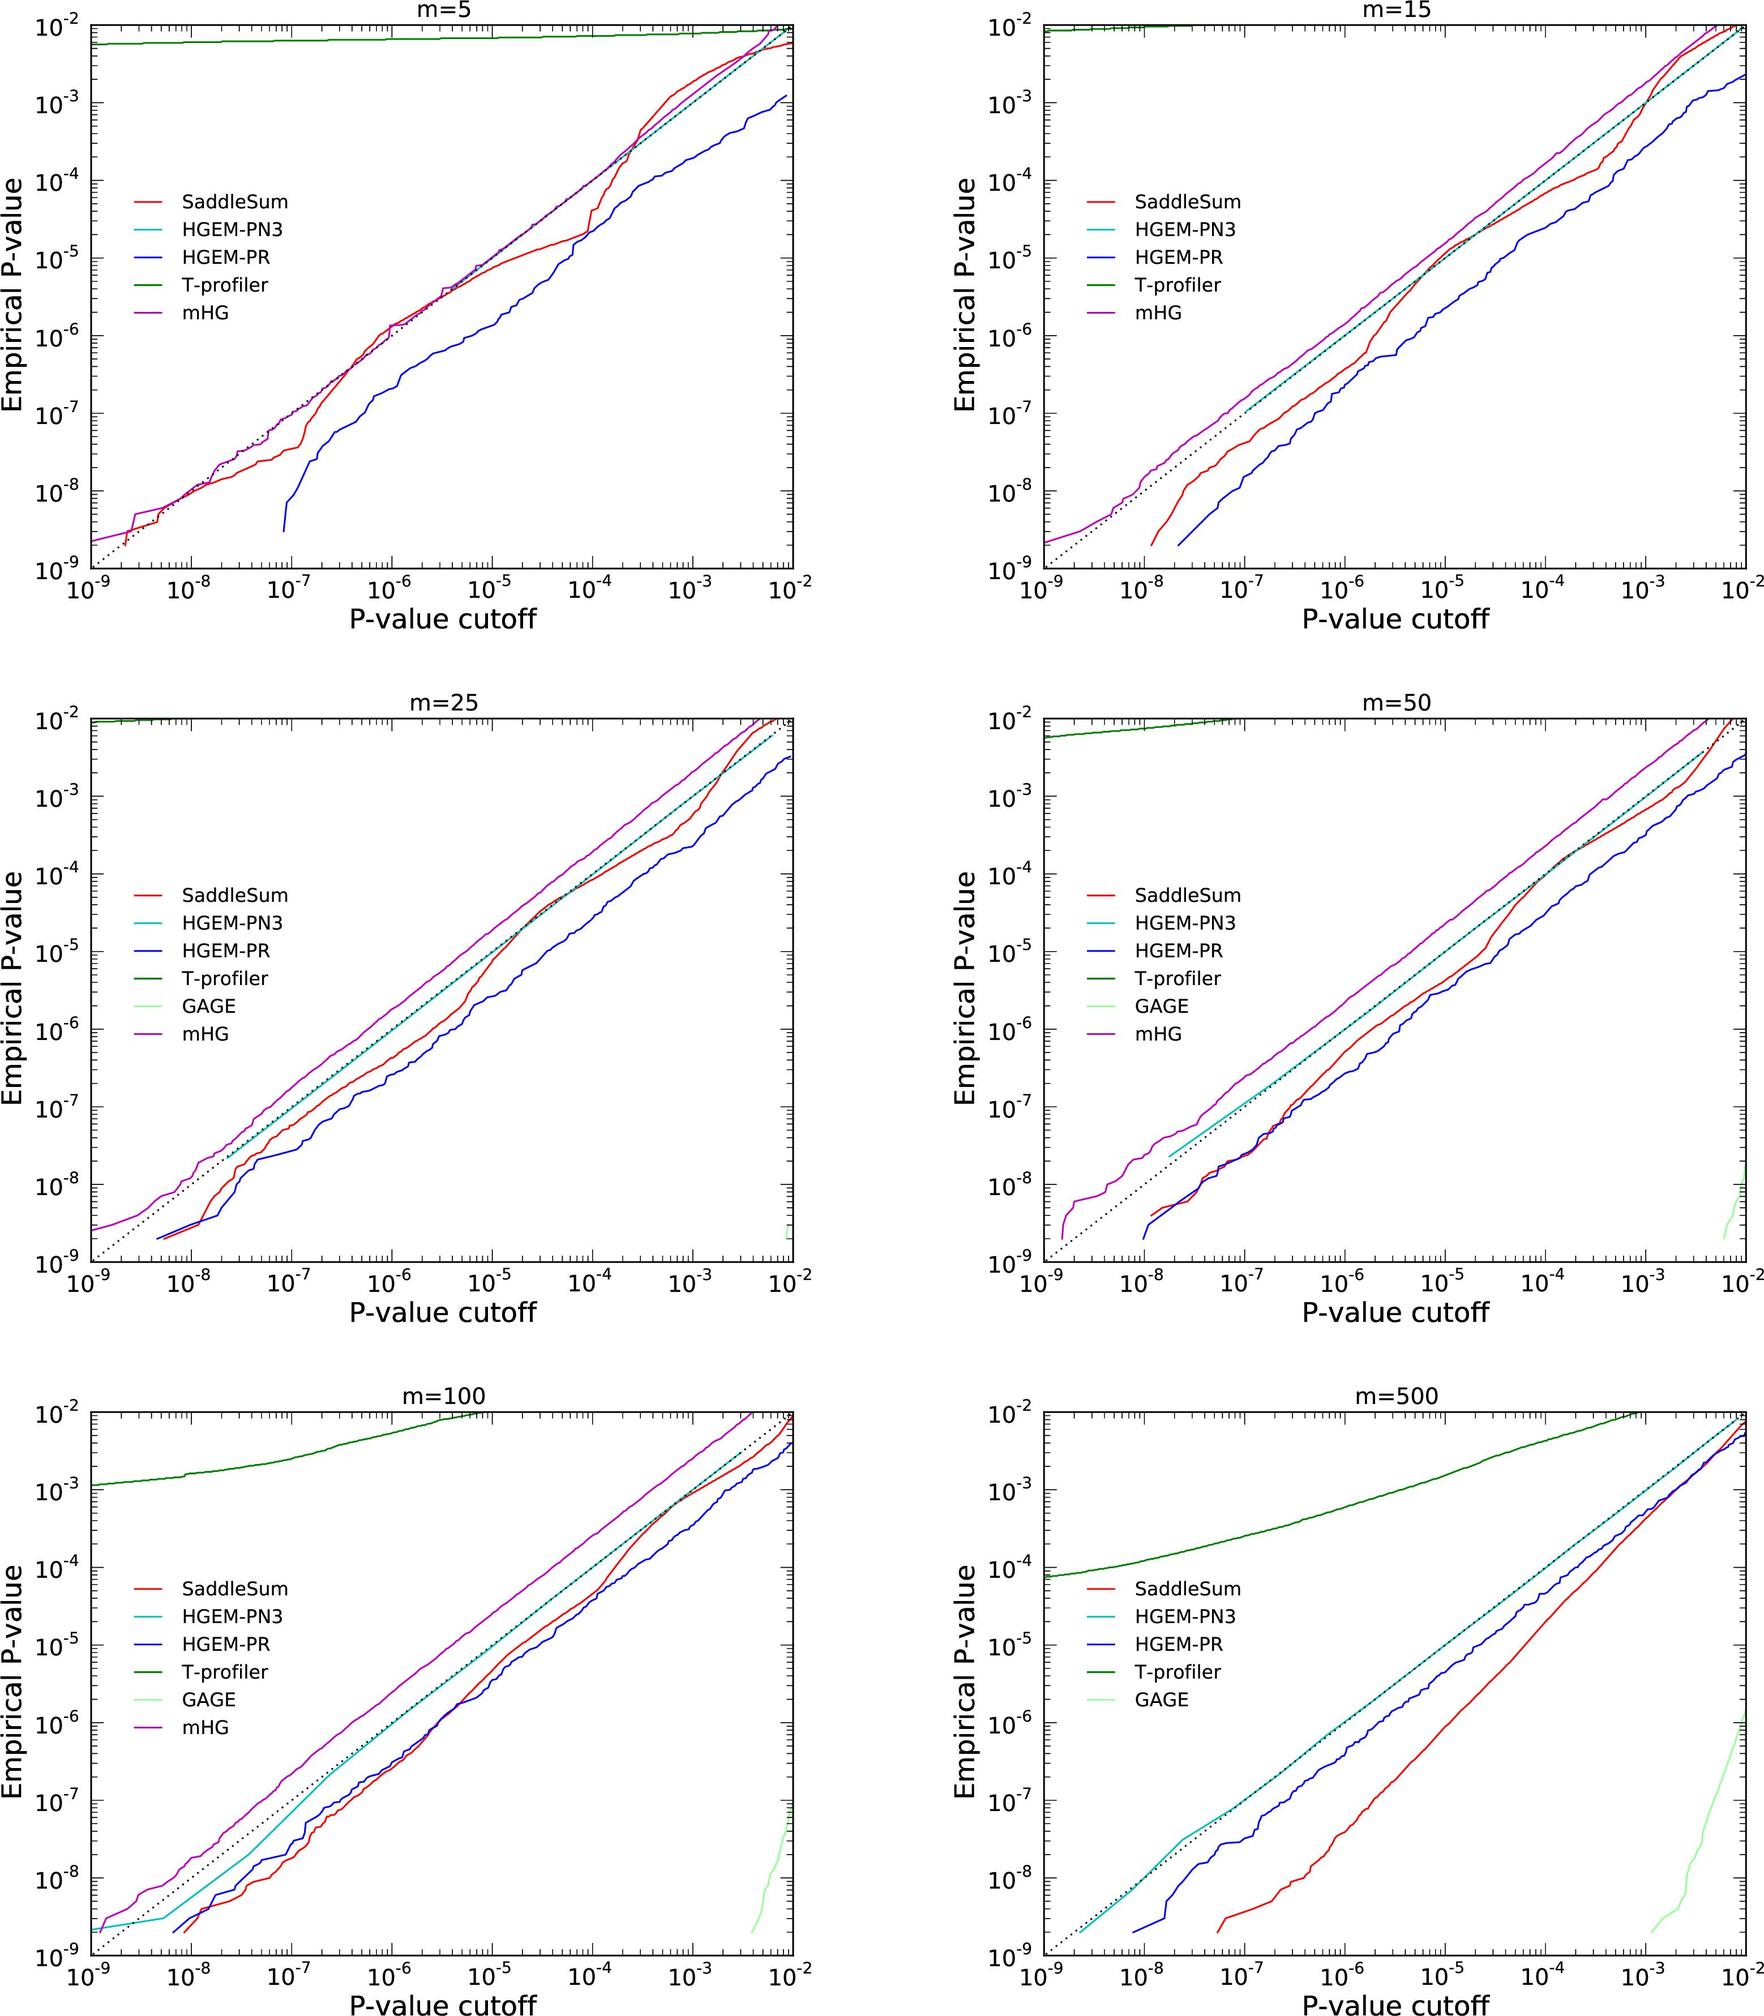 m=5
10-2
10-3
10-4
10-5
10-6
10-7
10-8
10-9
Empirical P-value
SaddleSum
HGEM-PN3
HGEM-PR
T-profiler
mHG
10-9 10-8 10-7 10-6 10-5 10-4 10-3 10-2
P-value cutoff
m=15
10-2
10-3
10-4
10-5
10-6
10-7
10-8
10-9
Empirical P-value
SaddleSum
HGEM-PN3
HGEM-PR
T-profiler
mHG
10-9 10-8 10-7 10-6 10-5 10-4 10-3 10-2
P-value cutoff
m=25
10-2
10-3
10-4
10-5
10-6
10-7
10-8
10-9
Empirical P-value
SaddleSum
HGEM-PN3
HGEM-PR
T-profiler
GAGE
mHG
10-9 10-8 10-7 10-6 10-5 10-4 10-3 10-2
P-value cutoff
m=50
10-2
10-3
10-4
10-5
10-6
10-7
10-8
10-9
Empirical P-value
SaddleSum
HGEM-PN3
HGEM-PR
T-profiler
GAGE
mHG
10-9 10-8 10-7 10-6 10-5 10-4 10-3 10-2
P-value cutoff
m=100
10-2
10-3
10-4
10-5
10-6
10-7
10-8
10-9
Empirical P-value
SaddleSum
HGEM-PN3
HGEM-PR
T-profiler
GAGE
mHG
10-9 10-8 10-7 10-6 10-5 10-4 10-3 10-2
P-value cutoff
m=500
10-2
10-3
10-4
10-5
10-6
10-7
10-8
10-9
Empirical P-value
SaddleSum
HGEM-PN3
HGEM-PR
T-profiler
GAGE
10-9 10-8 10-7 10-6 10-5 10-4 10-3 10-2
P-value cutoff